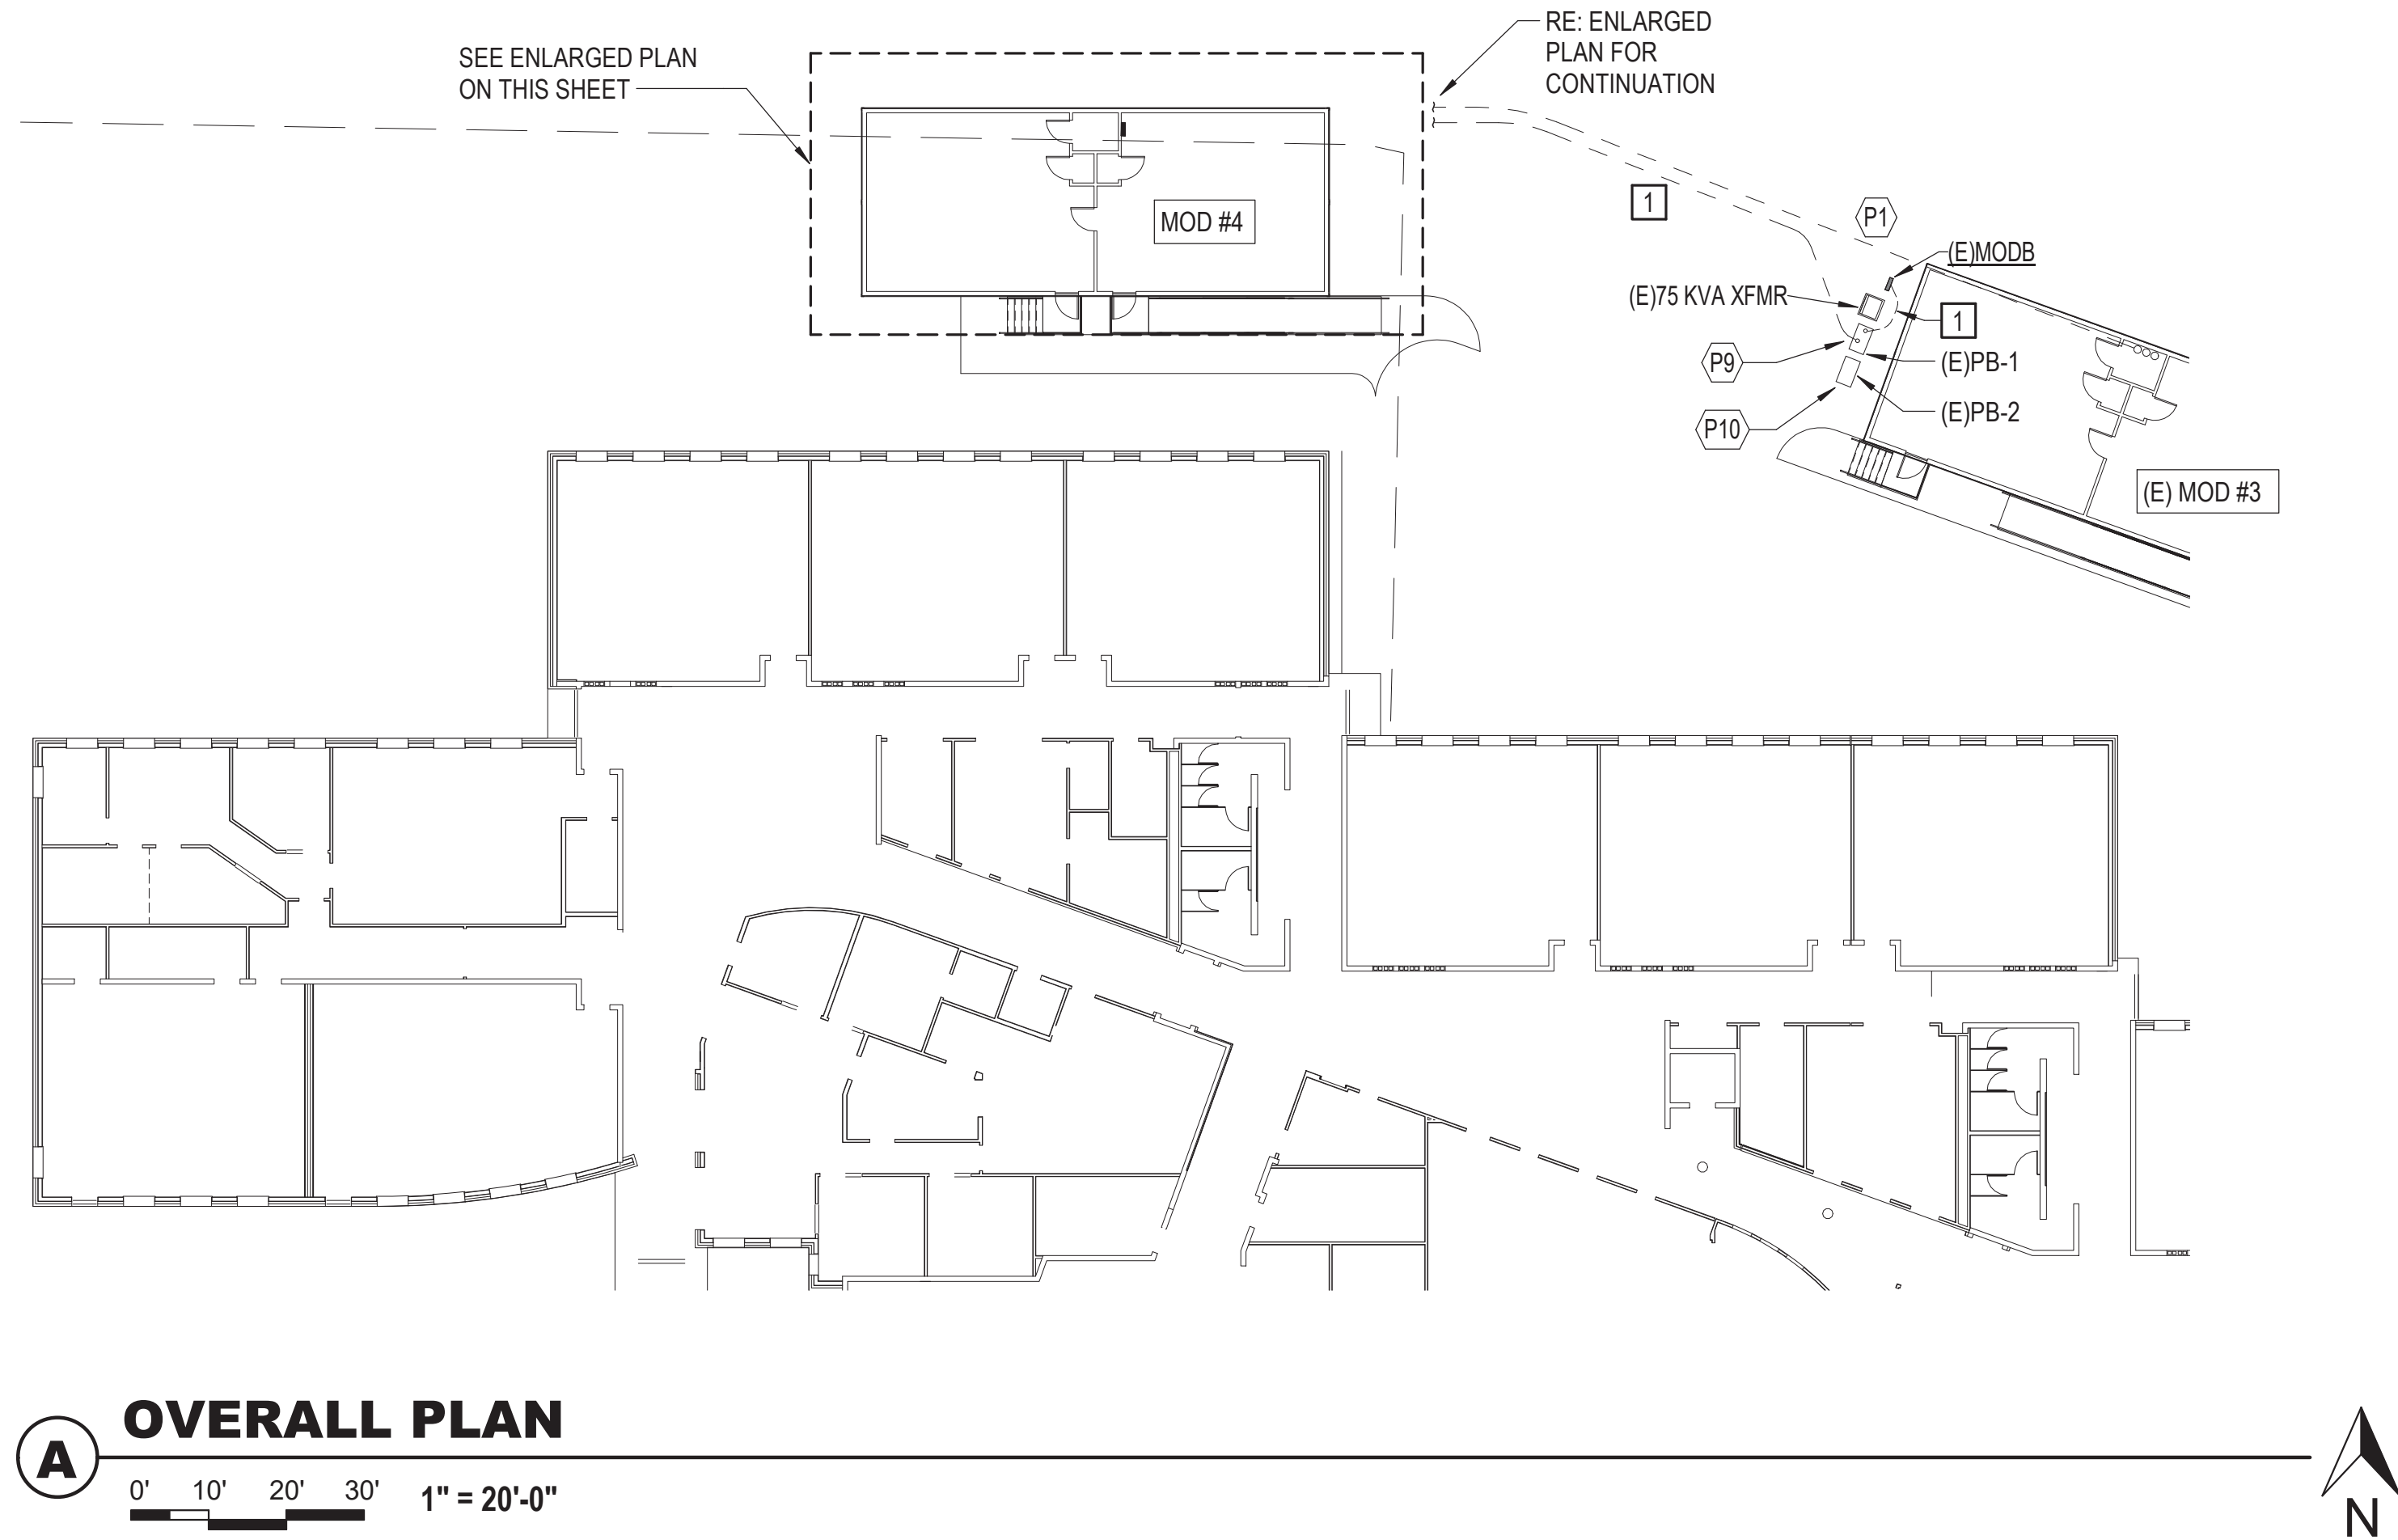 SEE ENLARGED PLAN
ON THIS SHEET
RE: ENLARGED
PLAN FOR
CONTINUATION
MOD #4
1
P1
(E)MODB
(E)75 KVA XFMR
1
P9
(E)PB-1
(E)PB-2
P10
(E) MOD #3
A
OVERALL PLAN
0' 10' 20' 30'
1" = 20'-0"
N